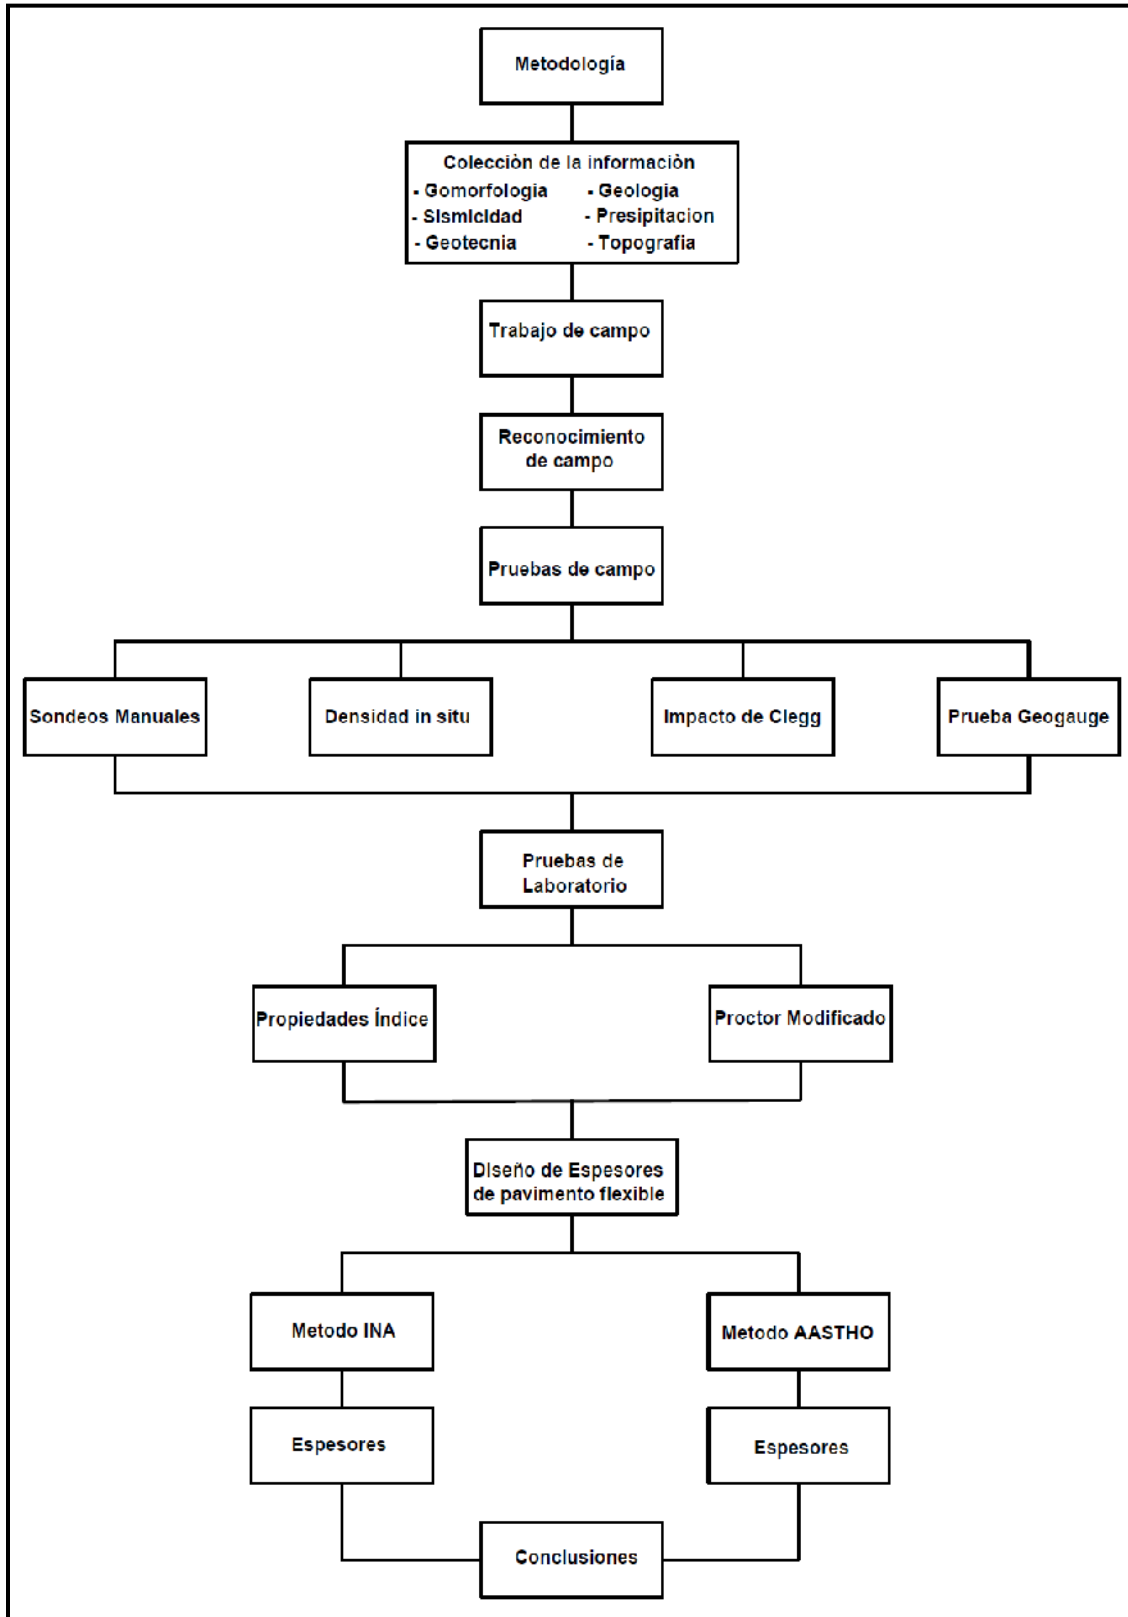 Metodología
Colecciòn de la informaciòn
- Gomorfologia - Geologia
- Sismicidad - Presipitacion
- Geotecnia - Topografia
Trabajo de campo
Reconocimiento
de campo
Pruebas de campo
Sondeos Manuales
Densidad in situ
Impacto de Clegg
Prueba Geogauge
Pruebas de
Laboratorio
Propiedades Índice
Proctor Modificado
Diseño de Espesores
de pavimento flexible
Metodo INA
Metodo AASTHO
Espesores
Espesores
Conclusiones